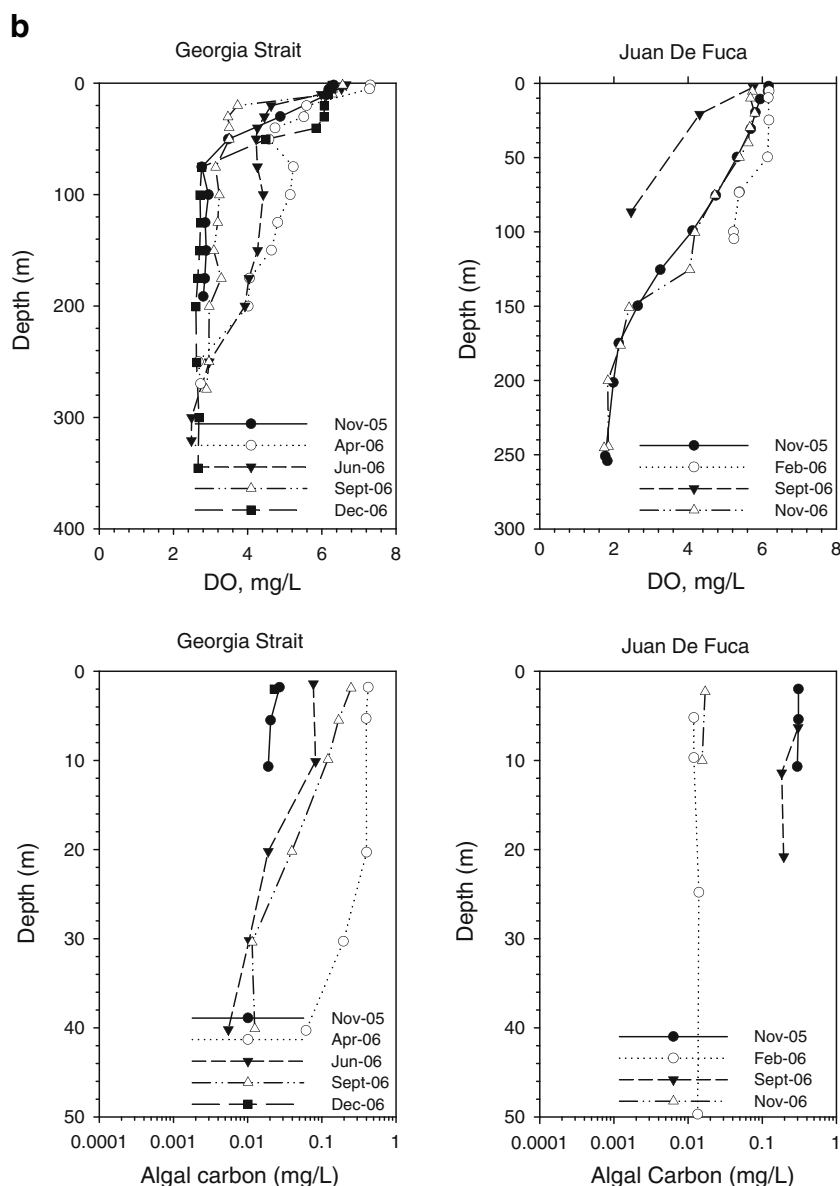 b
Georgia Strait
0
100
200
300
400
Depth (m)
0 2 4 6 8
DO, mg/L
Nov-05
Apr-06
Jun-06
Sept-06
Dec-06
Juan De Fuca
0
50
100
150
200
250
300
Depth (m)
0 2 4 6 8
DO, mg/L
Nov-05
Feb-06
Sept-06
Nov-06
Georgia Strait
0
10
20
30
40
50
Depth (m)
0.0001 0.001 0.01 0.1 1
Algal carbon (mg/L)
Nov-05
Apr-06
Jun-06
Sept-06
Dec-06
Juan De Fuca
0
10
20
30
40
50
Depth (m)
0.0001 0.001 0.01 0.1 1
Algal Carbon (mg/L)
Nov-05
Feb-06
Sept-06
Nov-06